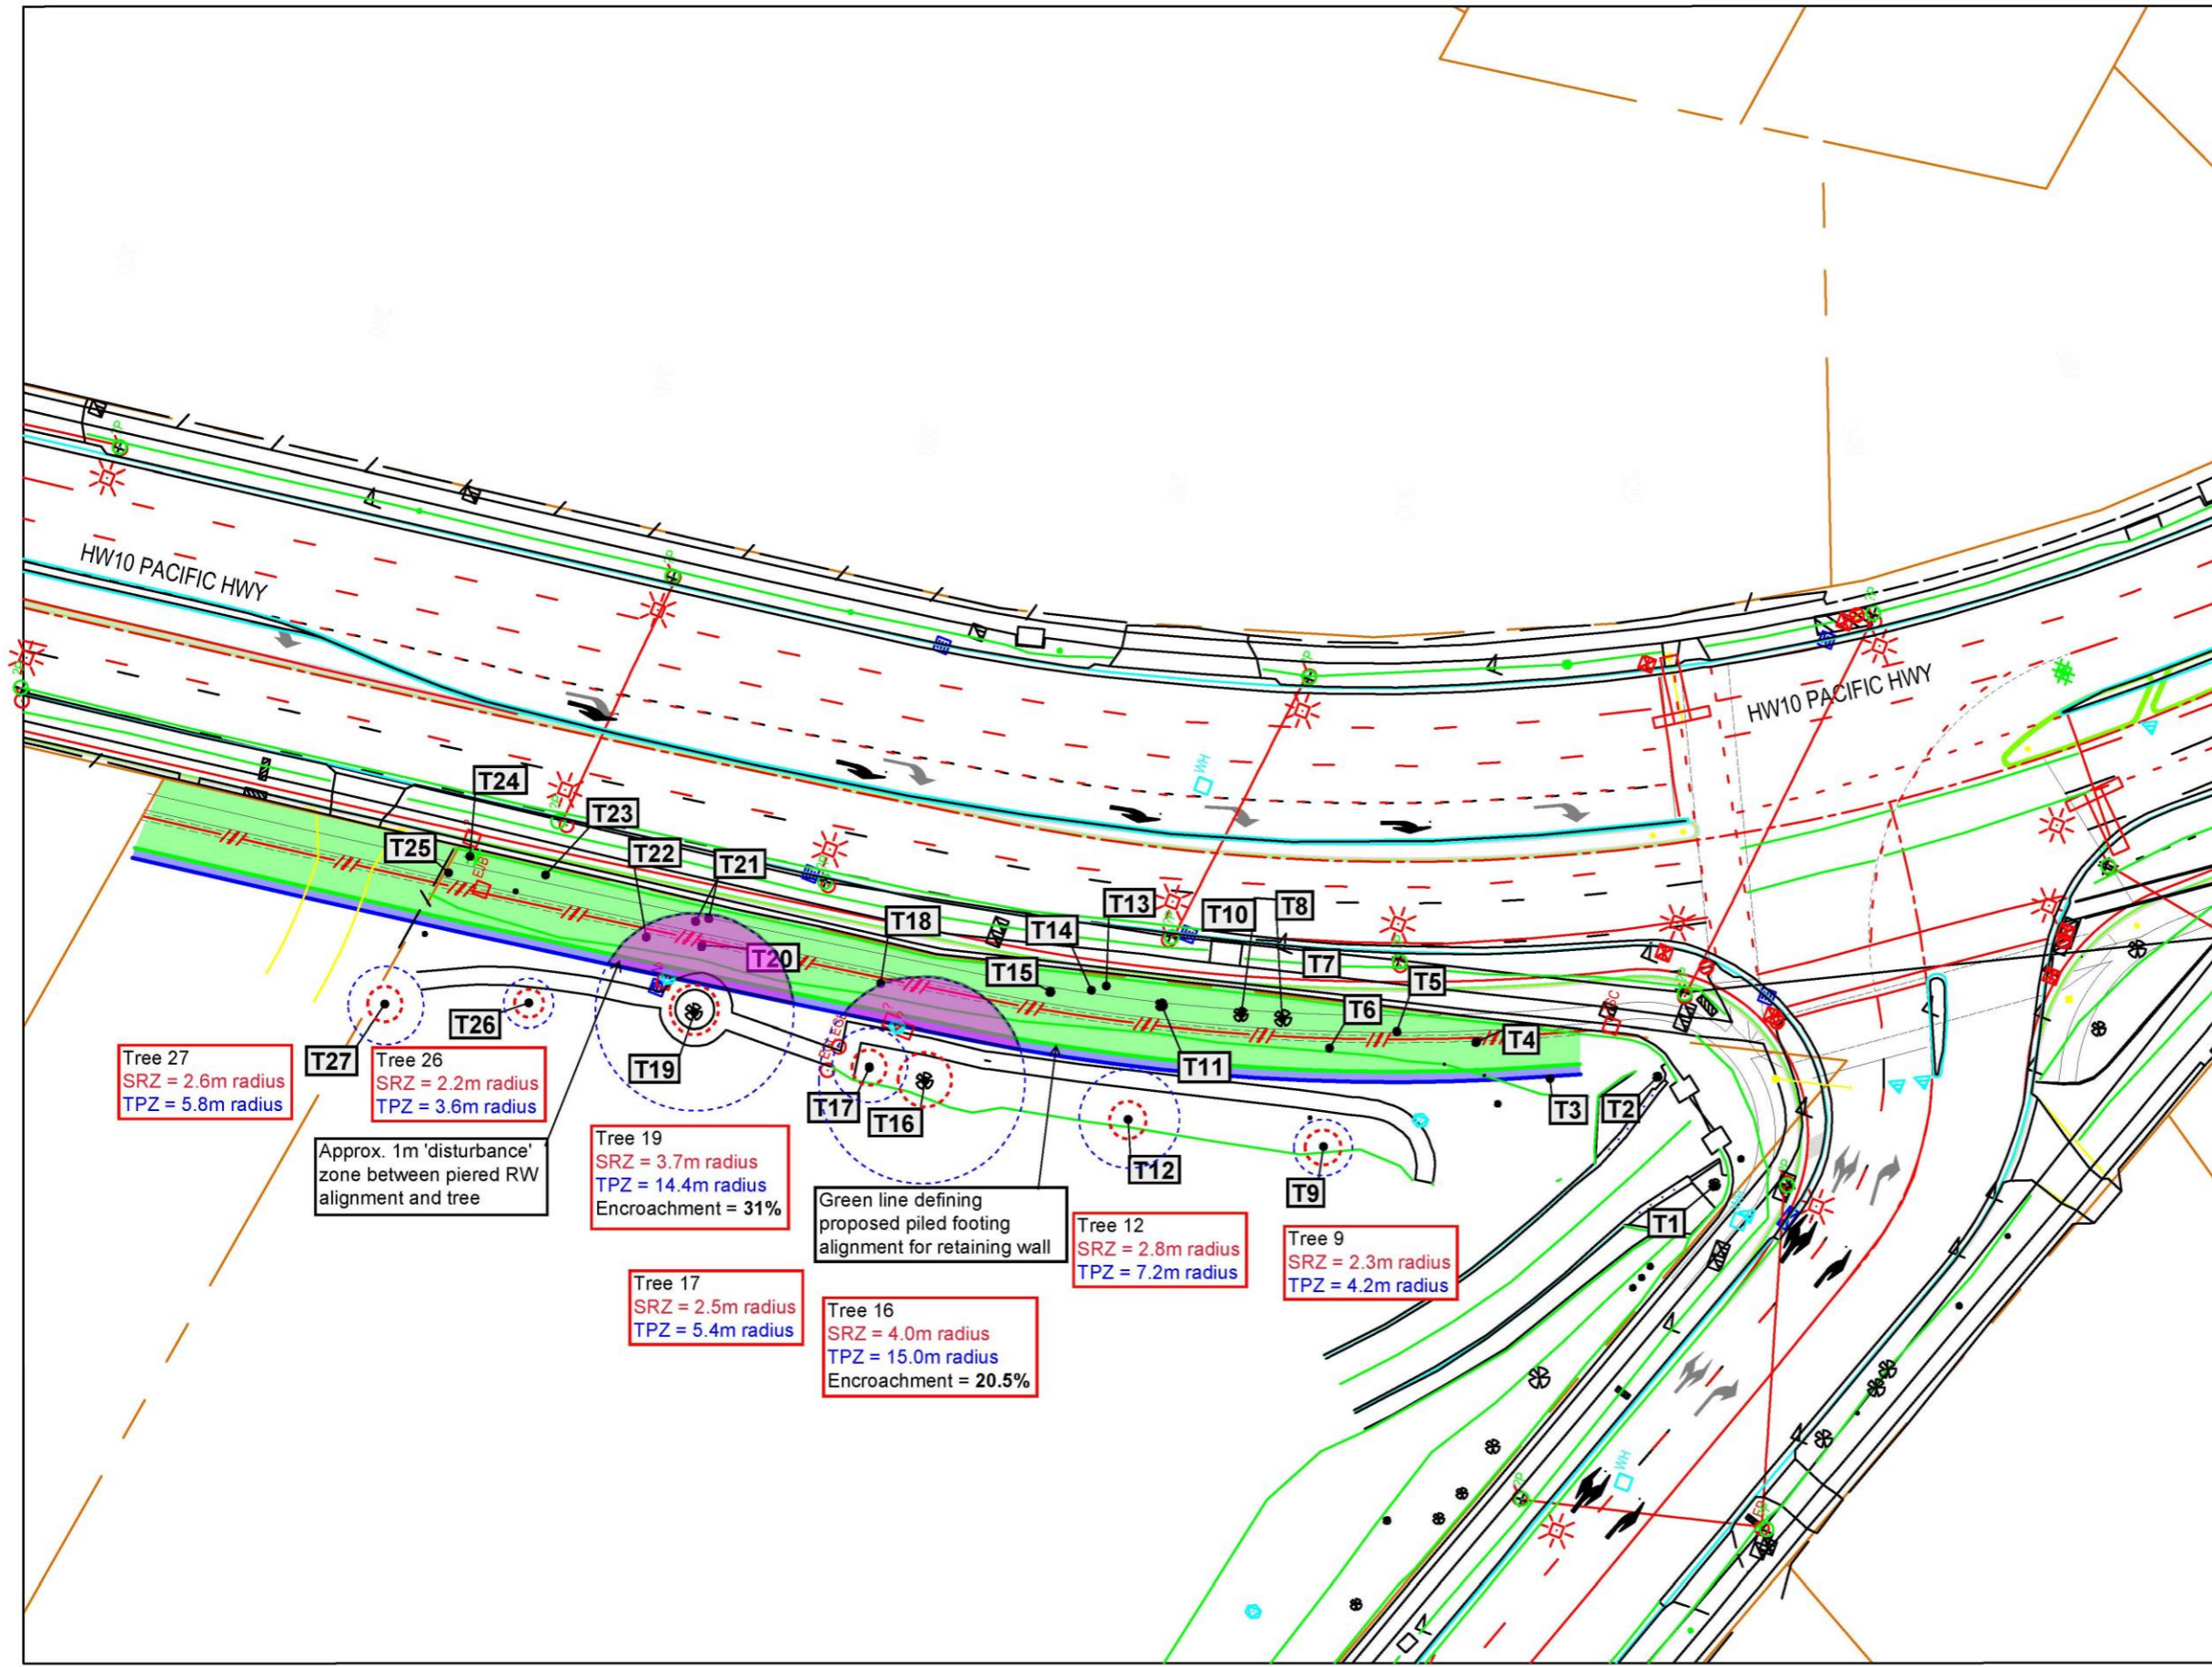 HW10 PACIFIC HWY
HW10 PACIFIC HWY
WH
T24
T23
T25
T22
T21
T20
T18
T13
T14
T15
T10
T8
T7
T5
T6
T4
T11
T26
T27
T19
T17
T16
T12
T9
T3
T2
T1
Tree 27
SRZ = 2.6m radius
TPZ = 5.8m radius
Tree 26
SRZ = 2.2m radius
TPZ = 3.6m radius
Approx. 1m 'disturbance'
zone between piered RW
alignment and tree
Tree 19
SRZ = 3.7m radius
TPZ = 14.4m radius
Encroachment = 31%
Green line defining
proposed piled footing
alignment for retaining wall
Tree 12
SRZ = 2.8m radius
TPZ = 7.2m radius
Tree 9
SRZ = 2.3m radius
TPZ = 4.2m radius
Tree 17
SRZ = 2.5m radius
TPZ = 5.4m radius
Tree 16
SRZ = 4.0m radius
TPZ = 15.0m radius
Encroachment = 20.5%
WH